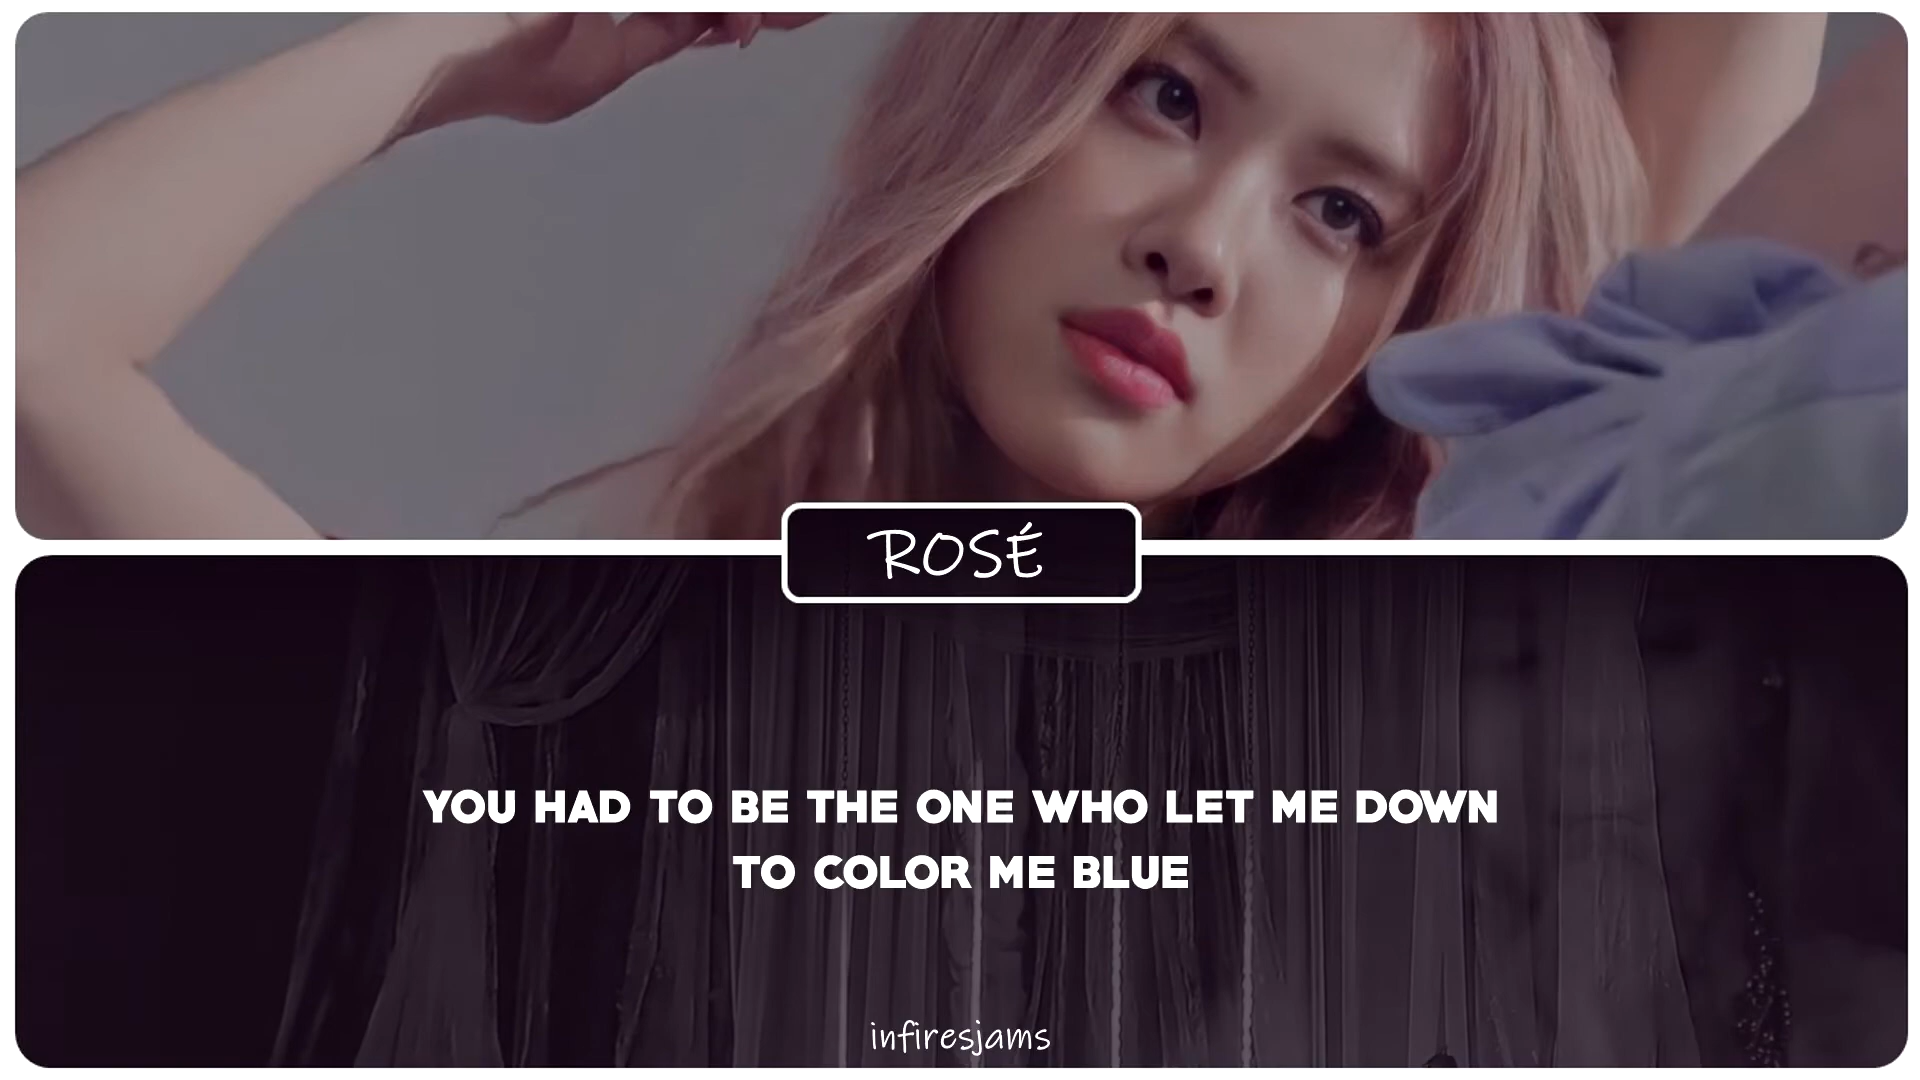 ROSÉ
YOU HAD TO BE THE ONE WHO LET ME DOWN
TO COLOR ME BLUE
infiresjams